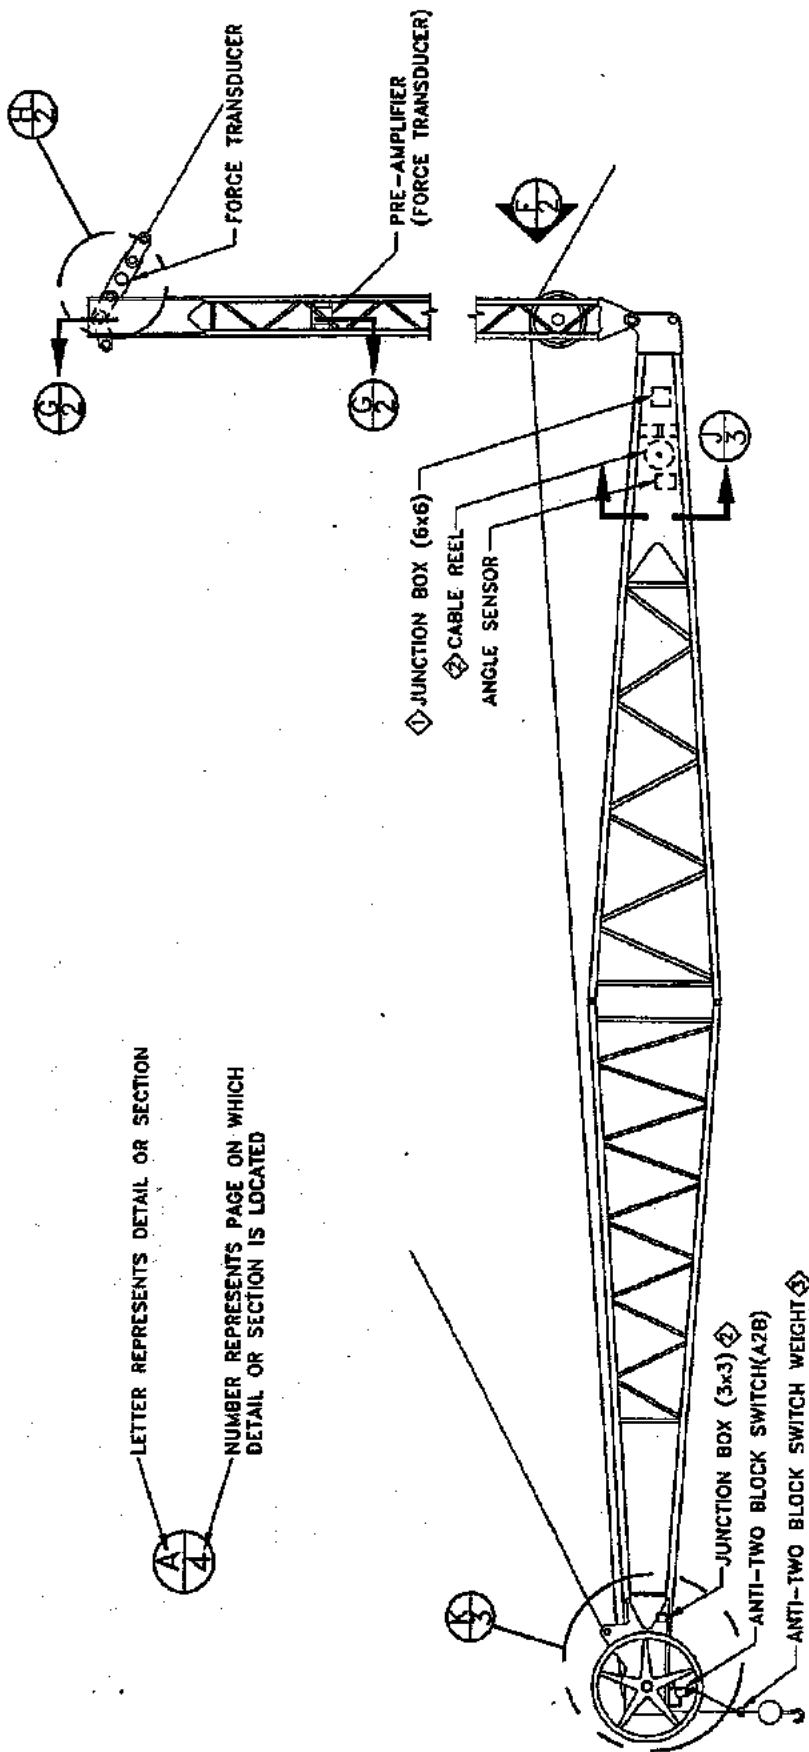 LETTER REPRESENTS DETAIL OR SECTION
A
4
NUMBER REPRESENTS PAGE ON WHICH
DETAIL OR SECTION IS LOCATED
H
2
FORCE TRANSDUCER
G
2
G
2
PRE-AMPLIFIER
(FORCE TRANSDUCER)
F
2
1 JUNCTION BOX (6x6)
2 CABLE REEL
ANGLE SENSOR
J
3
K
3
JUNCTION BOX (3x3) 2
ANTI-TWO BLOCK SWITCH(A2B)
ANTI-TWO BLOCK SWITCH WEIGHT 3